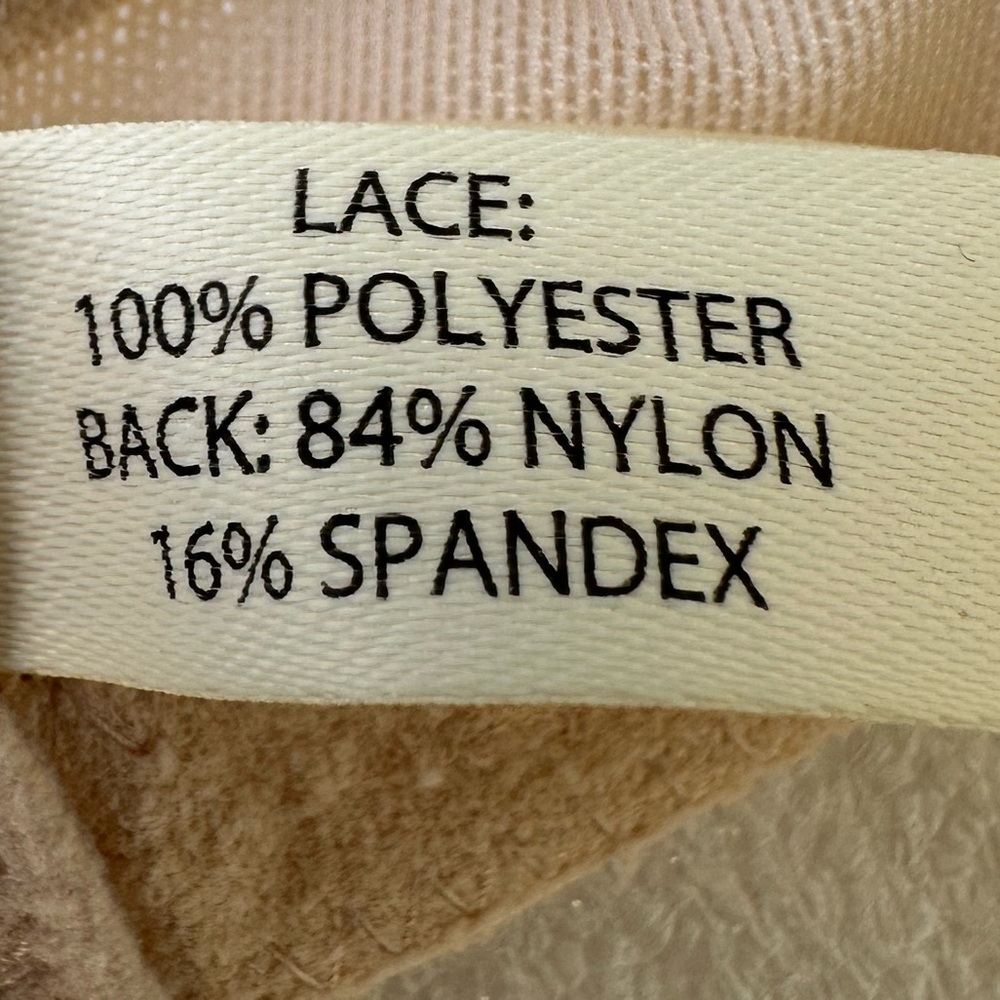 LACE:
100% POLYESTER
BACK: 84% NYLON
16% SPANDEX